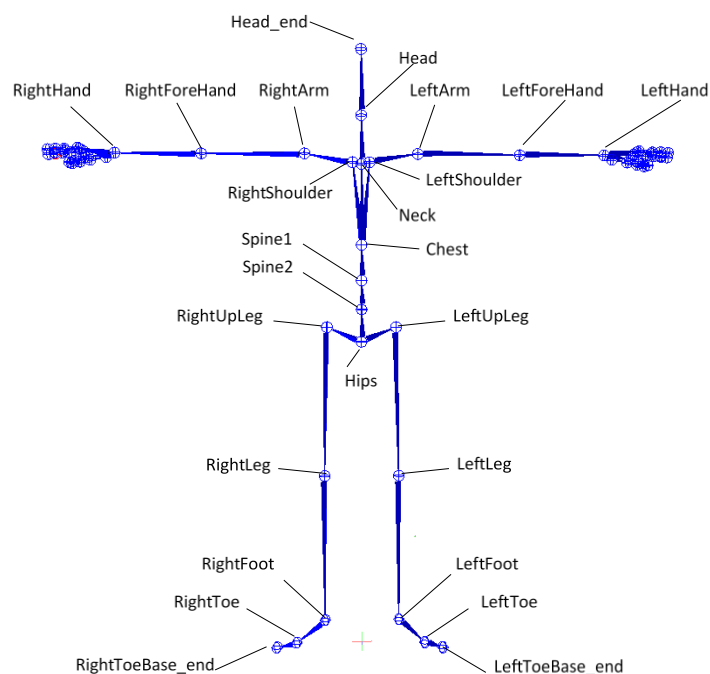 Head_end
Head
RightHand
RightForeHand
RightArm
LeftArm
LeftForeHand
LeftHand
RightShoulder
LeftShoulder
Neck
Chest
Spine1
Spine2
RightUpLeg
LeftUpLeg
Hips
RightLeg
LeftLeg
RightFoot
LeftFoot
RightToe
LeftToe
RightToeBase_end
LeftToeBase_end